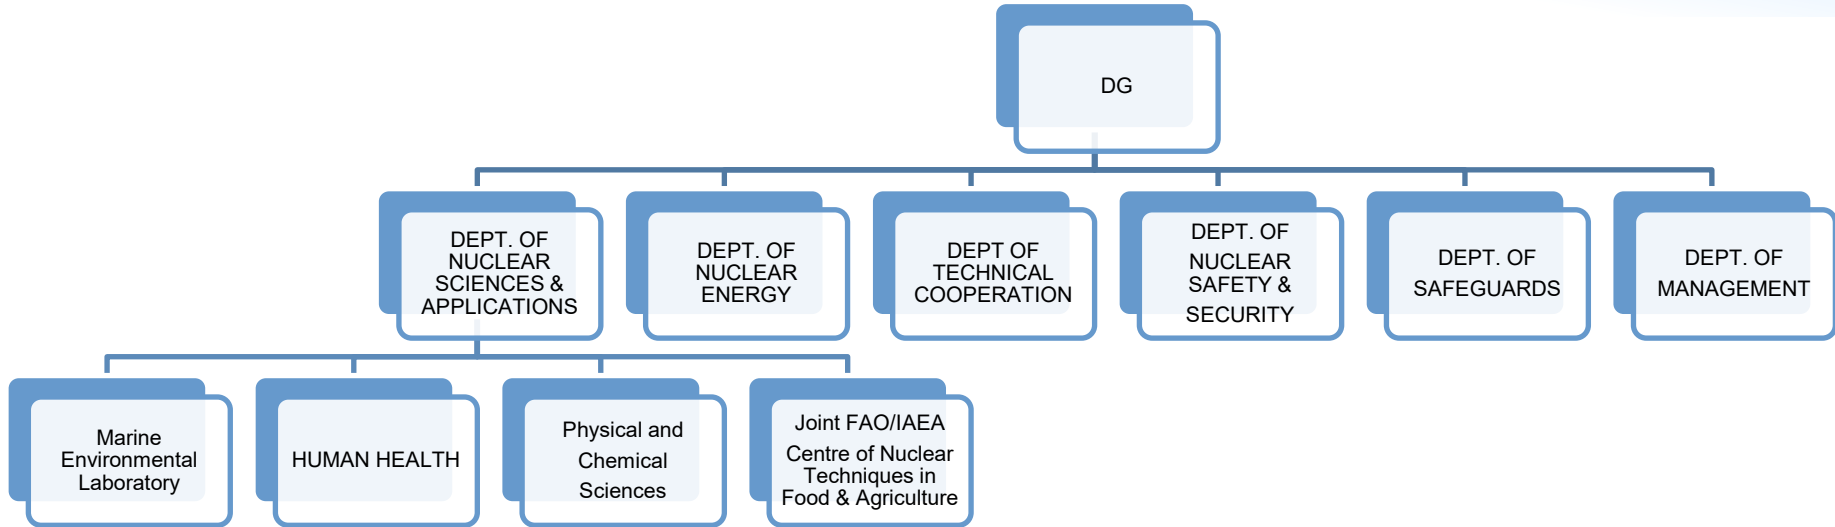 DG
DEPT. OF
NUCLEAR
SCIENCES &
APPLICATIONS
DEPT. OF
NUCLEAR
ENERGY
DEPT OF
TECHNICAL
COOPERATION
DEPT. OF
NUCLEAR
SAFETY &
SECURITY
DEPT. OF
SAFEGUARDS
DEPT. OF
MANAGEMENT
Marine
Environmental
Laboratory
HUMAN HEALTH
Physical and
Chemical
Sciences
Joint FAO/IAEA
Centre of Nuclear
Techniques in
Food & Agriculture